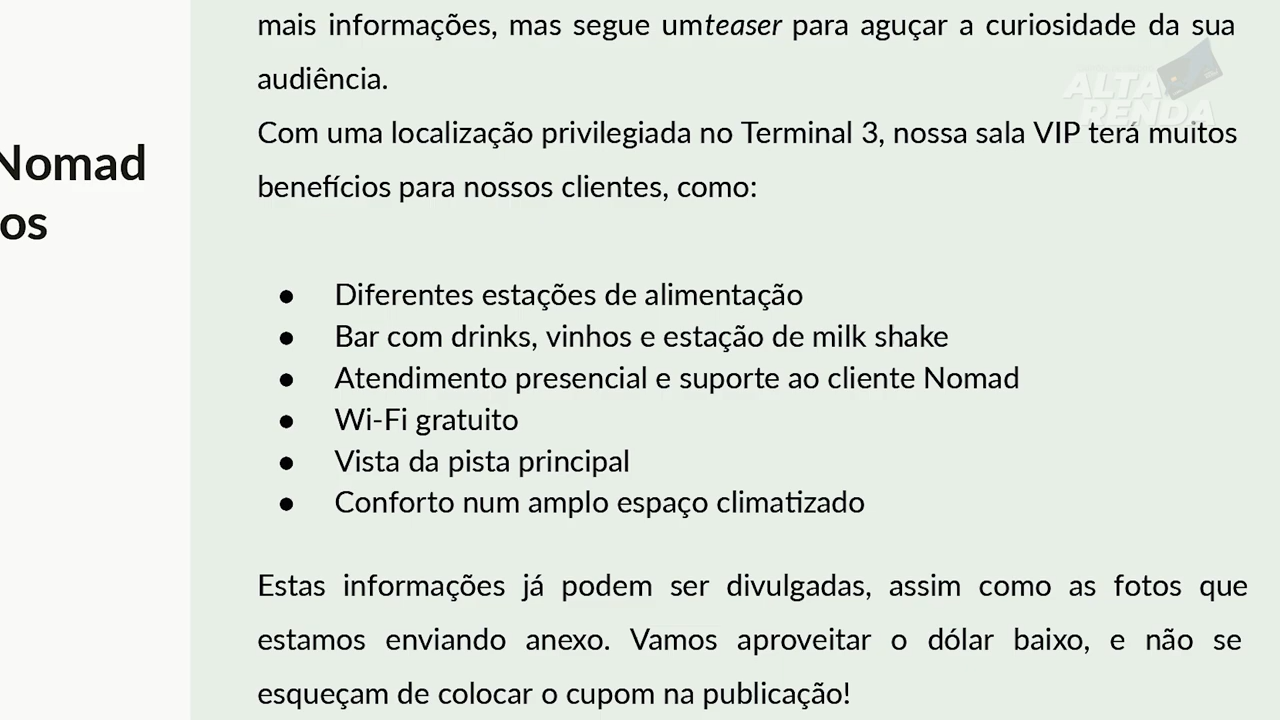 mais informações, mas segue umteaser para aguçar a curiosidade da sua
audiência.
ALTA
RENDA
Com uma localização privilegiada no Terminal 3, nossa sala VIP terá muitos
benefícios para nossos clientes, como:
Nomad
os
● Diferentes estações de alimentação
● Bar com drinks, vinhos e estação de milk shake
● Atendimento presencial e suporte ao cliente Nomad
● Wi-Fi gratuito
● Vista da pista principal
● Conforto num amplo espaço climatizado
Estas informações já podem ser divulgadas, assim como as fotos que
estamos enviando anexo. Vamos aproveitar o dólar baixo, e não se
esqueçam de colocar o cupom na publicação!